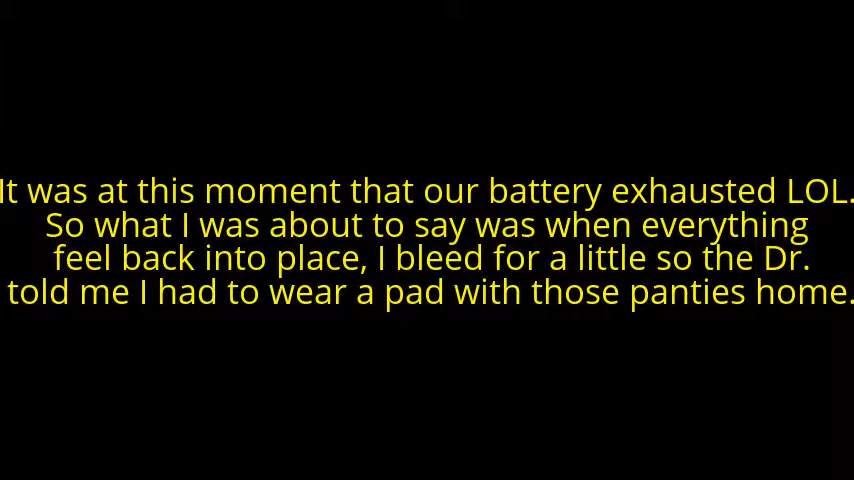 It was at this moment that our battery exhausted LOL.
So what I was about to say was when everything
feel back into place, I bleed for a little so the Dr.
told me I had to wear a pad with those panties home.